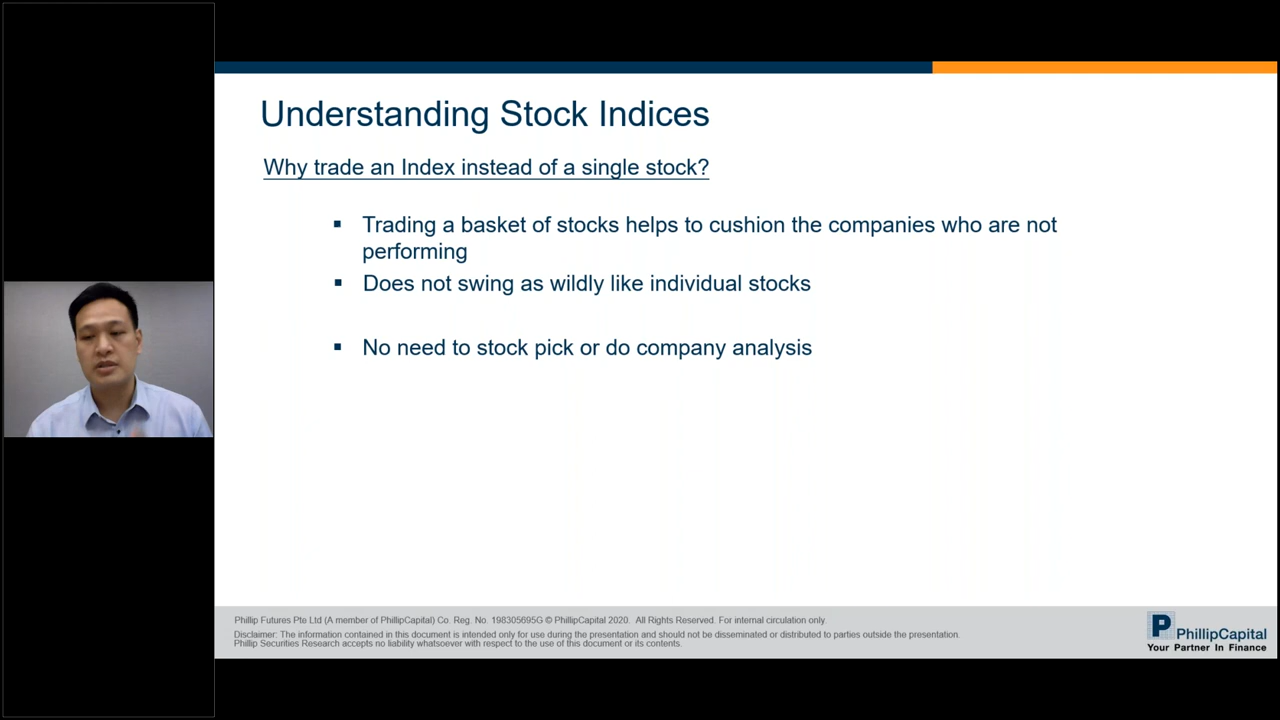 Understanding Stock Indices
Why trade an Index instead of a single stock?
▪ Trading a basket of stocks helps to cushion the companies who are not
performing
▪ Does not swing as wildly like individual stocks
▪ No need to stock pick or do company analysis
Phillip Futures Pte Ltd (A member of PhillipCapital) Co. Reg. No. 198305695G © PhillipCapital 2020. All Rights Reserved. For internal circulation only.
Disclaimer: The information contained in this document is intended only for use during the presentation and should not be disseminated or distributed to parties outside the presentation.
Phillip Securities Research accepts no liability whatsoever with respect to the use of this document or its contents.
P PhillipCapital
Your Partner In Finance